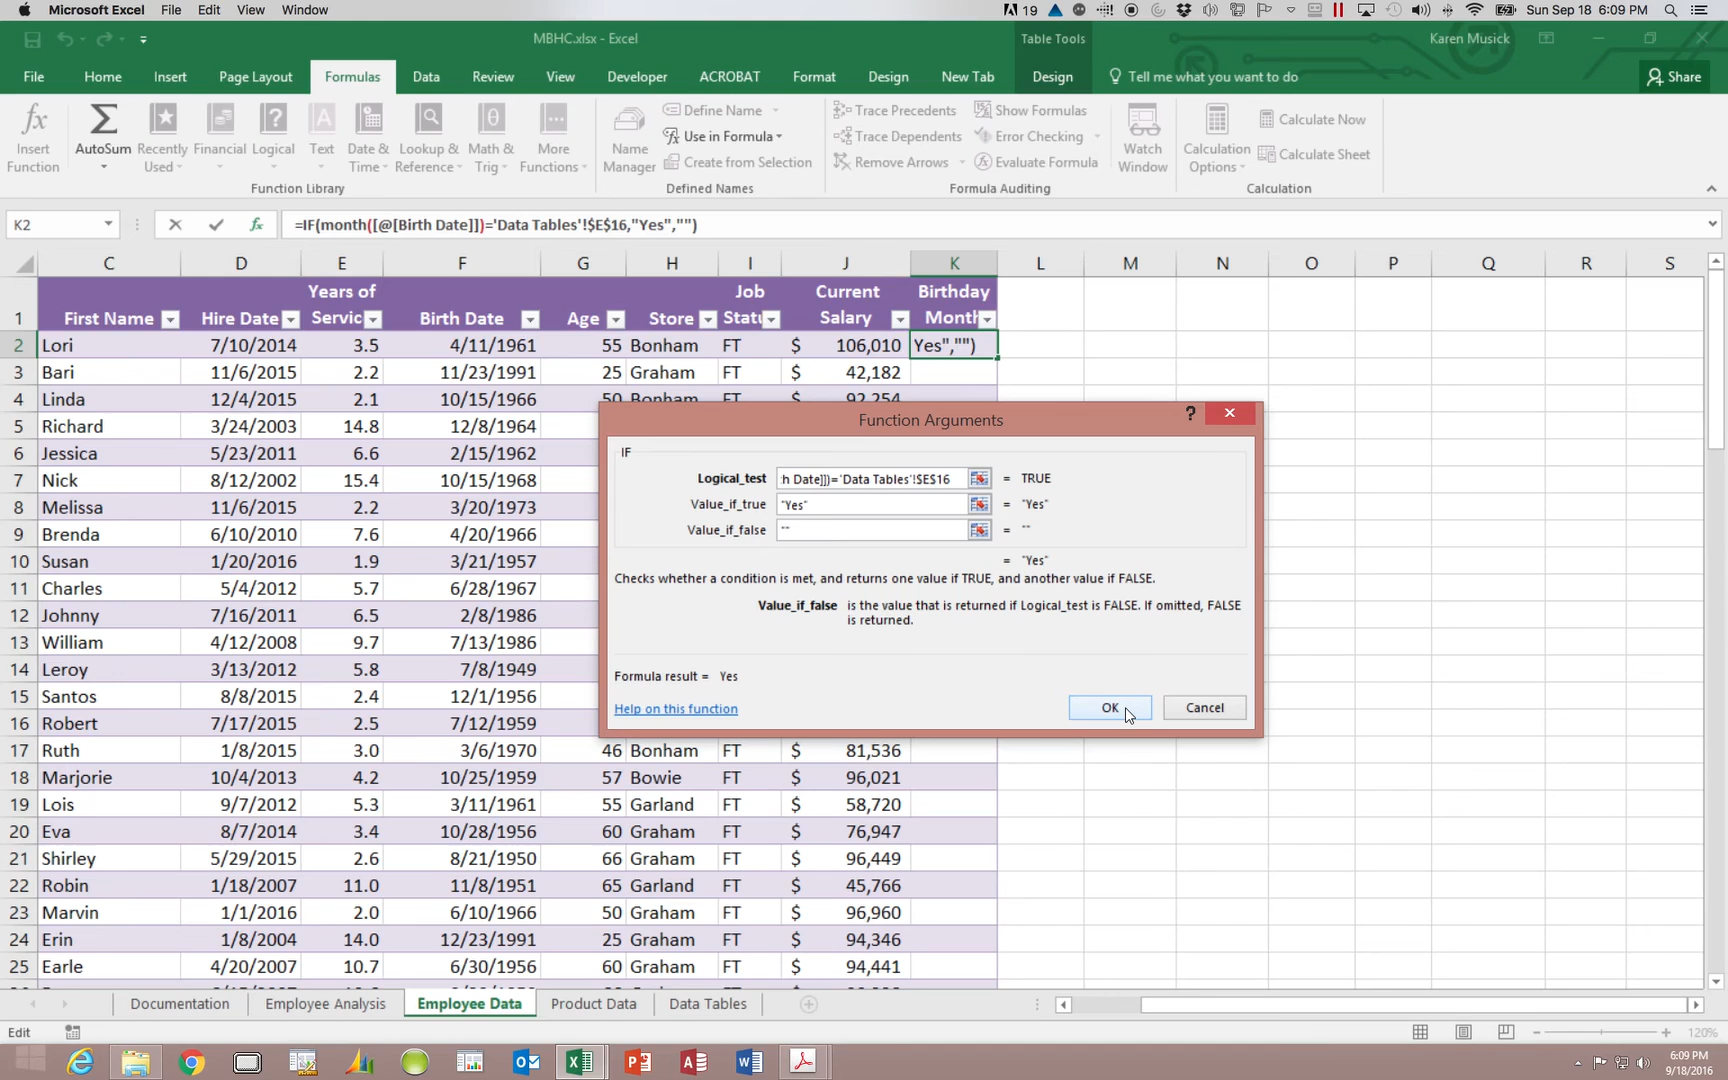 Microsoft Excel File Edit View Window 19 Sun Sep 18 6:09 PM
MBHC.xlsx - Excel Table Tools Karen Musick
File Home Insert Page Layout Formulas Data Review View Developer ACROBAT Format Design New Tab Design Tell me what you want to do Share
Insert Function
AutoSum
Recently Used
Financial
Logical
Text
Date & Time
Lookup & Reference
Math & Trig
More Functions
Function Library
Name Manager
Define Name
Use in Formula
Create from Selection
Defined Names
Trace Precedents
Trace Dependents
Remove Arrows
Show Formulas
Error Checking
Evaluate Formula
Formula Auditing
Watch Window
Calculation Options
Calculate Now
Calculate Sheet
Calculation
K2 fx =IF(month([@[Birth Date]])='Data Tables'!$E$16,"Yes","")
C D E F G H I J K L M N O P Q R S
Years of Job Current Birthday
1 First Name Hire Date Servic Birth Date Age Store Statu Salary Month
2 Lori 7/10/2014 3.5 4/11/1961 55 Bonham FT $ 106,010 Yes","")
3 Bari 11/6/2015 2.2 11/23/1991 25 Graham FT $ 42,182
4 Linda 12/4/2015 2.1 10/15/1966 50 Bonham FT $ 92,254
5 Richard 3/24/2003 14.8 12/8/1964
6 Jessica 5/23/2011 6.6 2/15/1962
7 Nick 8/12/2002 15.4 10/15/1968
8 Melissa 11/6/2015 2.2 3/20/1973
9 Brenda 6/10/2010 7.6 4/20/1966
10 Susan 1/20/2016 1.9 3/21/1957
11 Charles 5/4/2012 5.7 6/28/1967
12 Johnny 7/16/2011 6.5 2/8/1986
13 William 4/12/2008 9.7 7/13/1986
14 Leroy 3/13/2012 5.8 7/8/1949
15 Santos 8/8/2015 2.4 12/1/1956
16 Robert 7/17/2015 2.5 7/12/1959
17 Ruth 1/8/2015 3.0 3/6/1970 46 Bonham FT $ 81,536
18 Marjorie 10/4/2013 4.2 10/25/1959 57 Bowie FT $ 96,021
19 Lois 9/7/2012 5.3 3/11/1961 55 Garland FT $ 58,720
20 Eva 8/7/2014 3.4 10/28/1956 60 Graham FT $ 76,947
21 Shirley 5/29/2015 2.6 8/21/1950 66 Graham FT $ 96,449
22 Robin 1/18/2007 11.0 11/8/1951 65 Garland FT $ 45,766
23 Marvin 1/1/2016 2.0 6/10/1966 50 Graham FT $ 96,960
24 Erin 1/8/2004 14.0 12/23/1991 25 Graham FT $ 94,346
25 Earle 4/20/2007 10.7 6/30/1956 60 Graham FT $ 94,441
Function Arguments ?
IF
Logical_test :h Date]])='Data Tables'!$E$16 = TRUE
Value_if_true "Yes" = "Yes"
Value_if_false "" = ""
= "Yes"
Checks whether a condition is met, and returns one value if TRUE, and another value if FALSE.
Value_if_false is the value that is returned if Logical_test is FALSE. If omitted, FALSE
is returned.
Formula result = Yes
Help on this function OK Cancel
Documentation Employee Analysis Employee Data Product Data Data Tables
Edit 120%
6:09 PM
9/18/2016